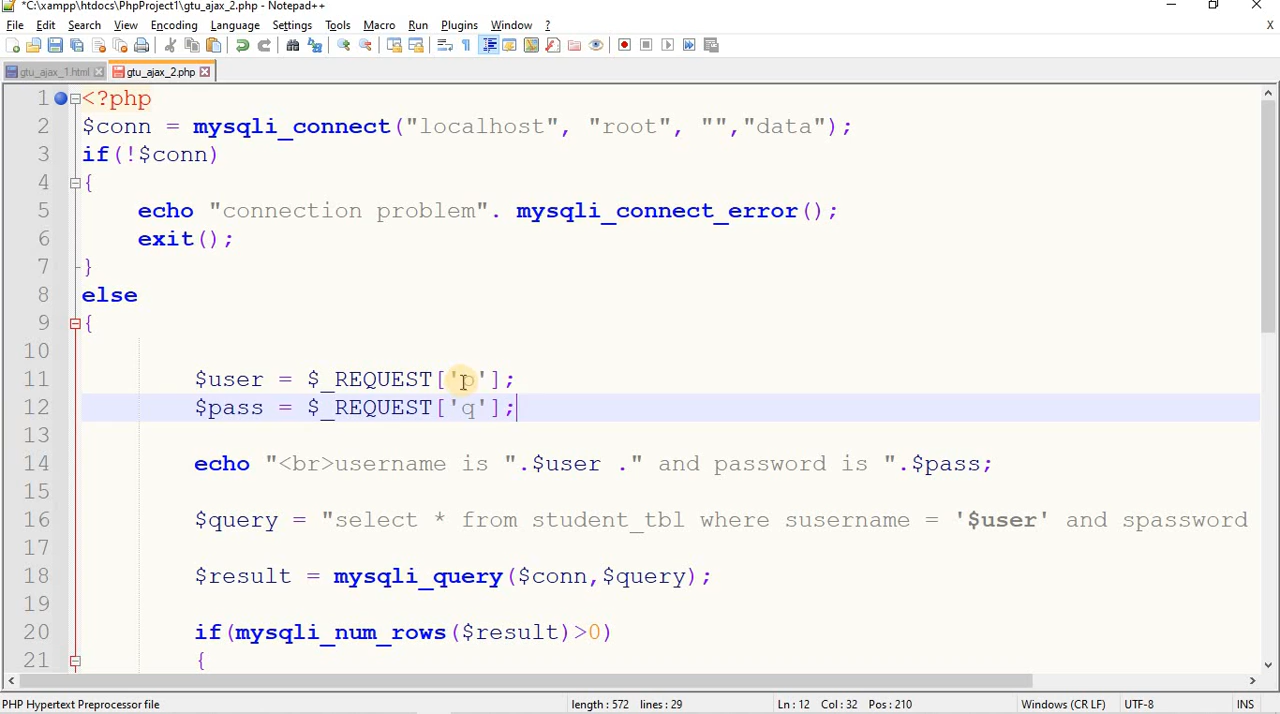 *C:\xampp\htdocs\PhpProject1\gtu_ajax_2.php - Notepad++
File Edit Search View Encoding Language Settings Tools Macro Run Plugins Window ? X
gtu_ajax_1.html gtu_ajax_2.php
1 <?php
2 $conn = mysqli_connect("localhost", "root", "","data");
3 if(!$conn)
4 {
5 echo "connection problem". mysqli_connect_error();
6 exit();
7 }
8 else
9 {
10
11 $user = $_REQUEST['p'];
12 $pass = $_REQUEST['q'];
13
14 echo "<br>username is ".$user ." and password is ".$pass;
15
16 $query = "select * from student_tbl where susername = '$user' and spassword
17
18 $result = mysqli_query($conn,$query);
19
20 if(mysqli_num_rows($result)>0)
21 {
PHP Hypertext Preprocessor file length : 572 lines : 29 Ln : 12 Col : 32 Pos : 210 Windows (CR LF) UTF-8 INS